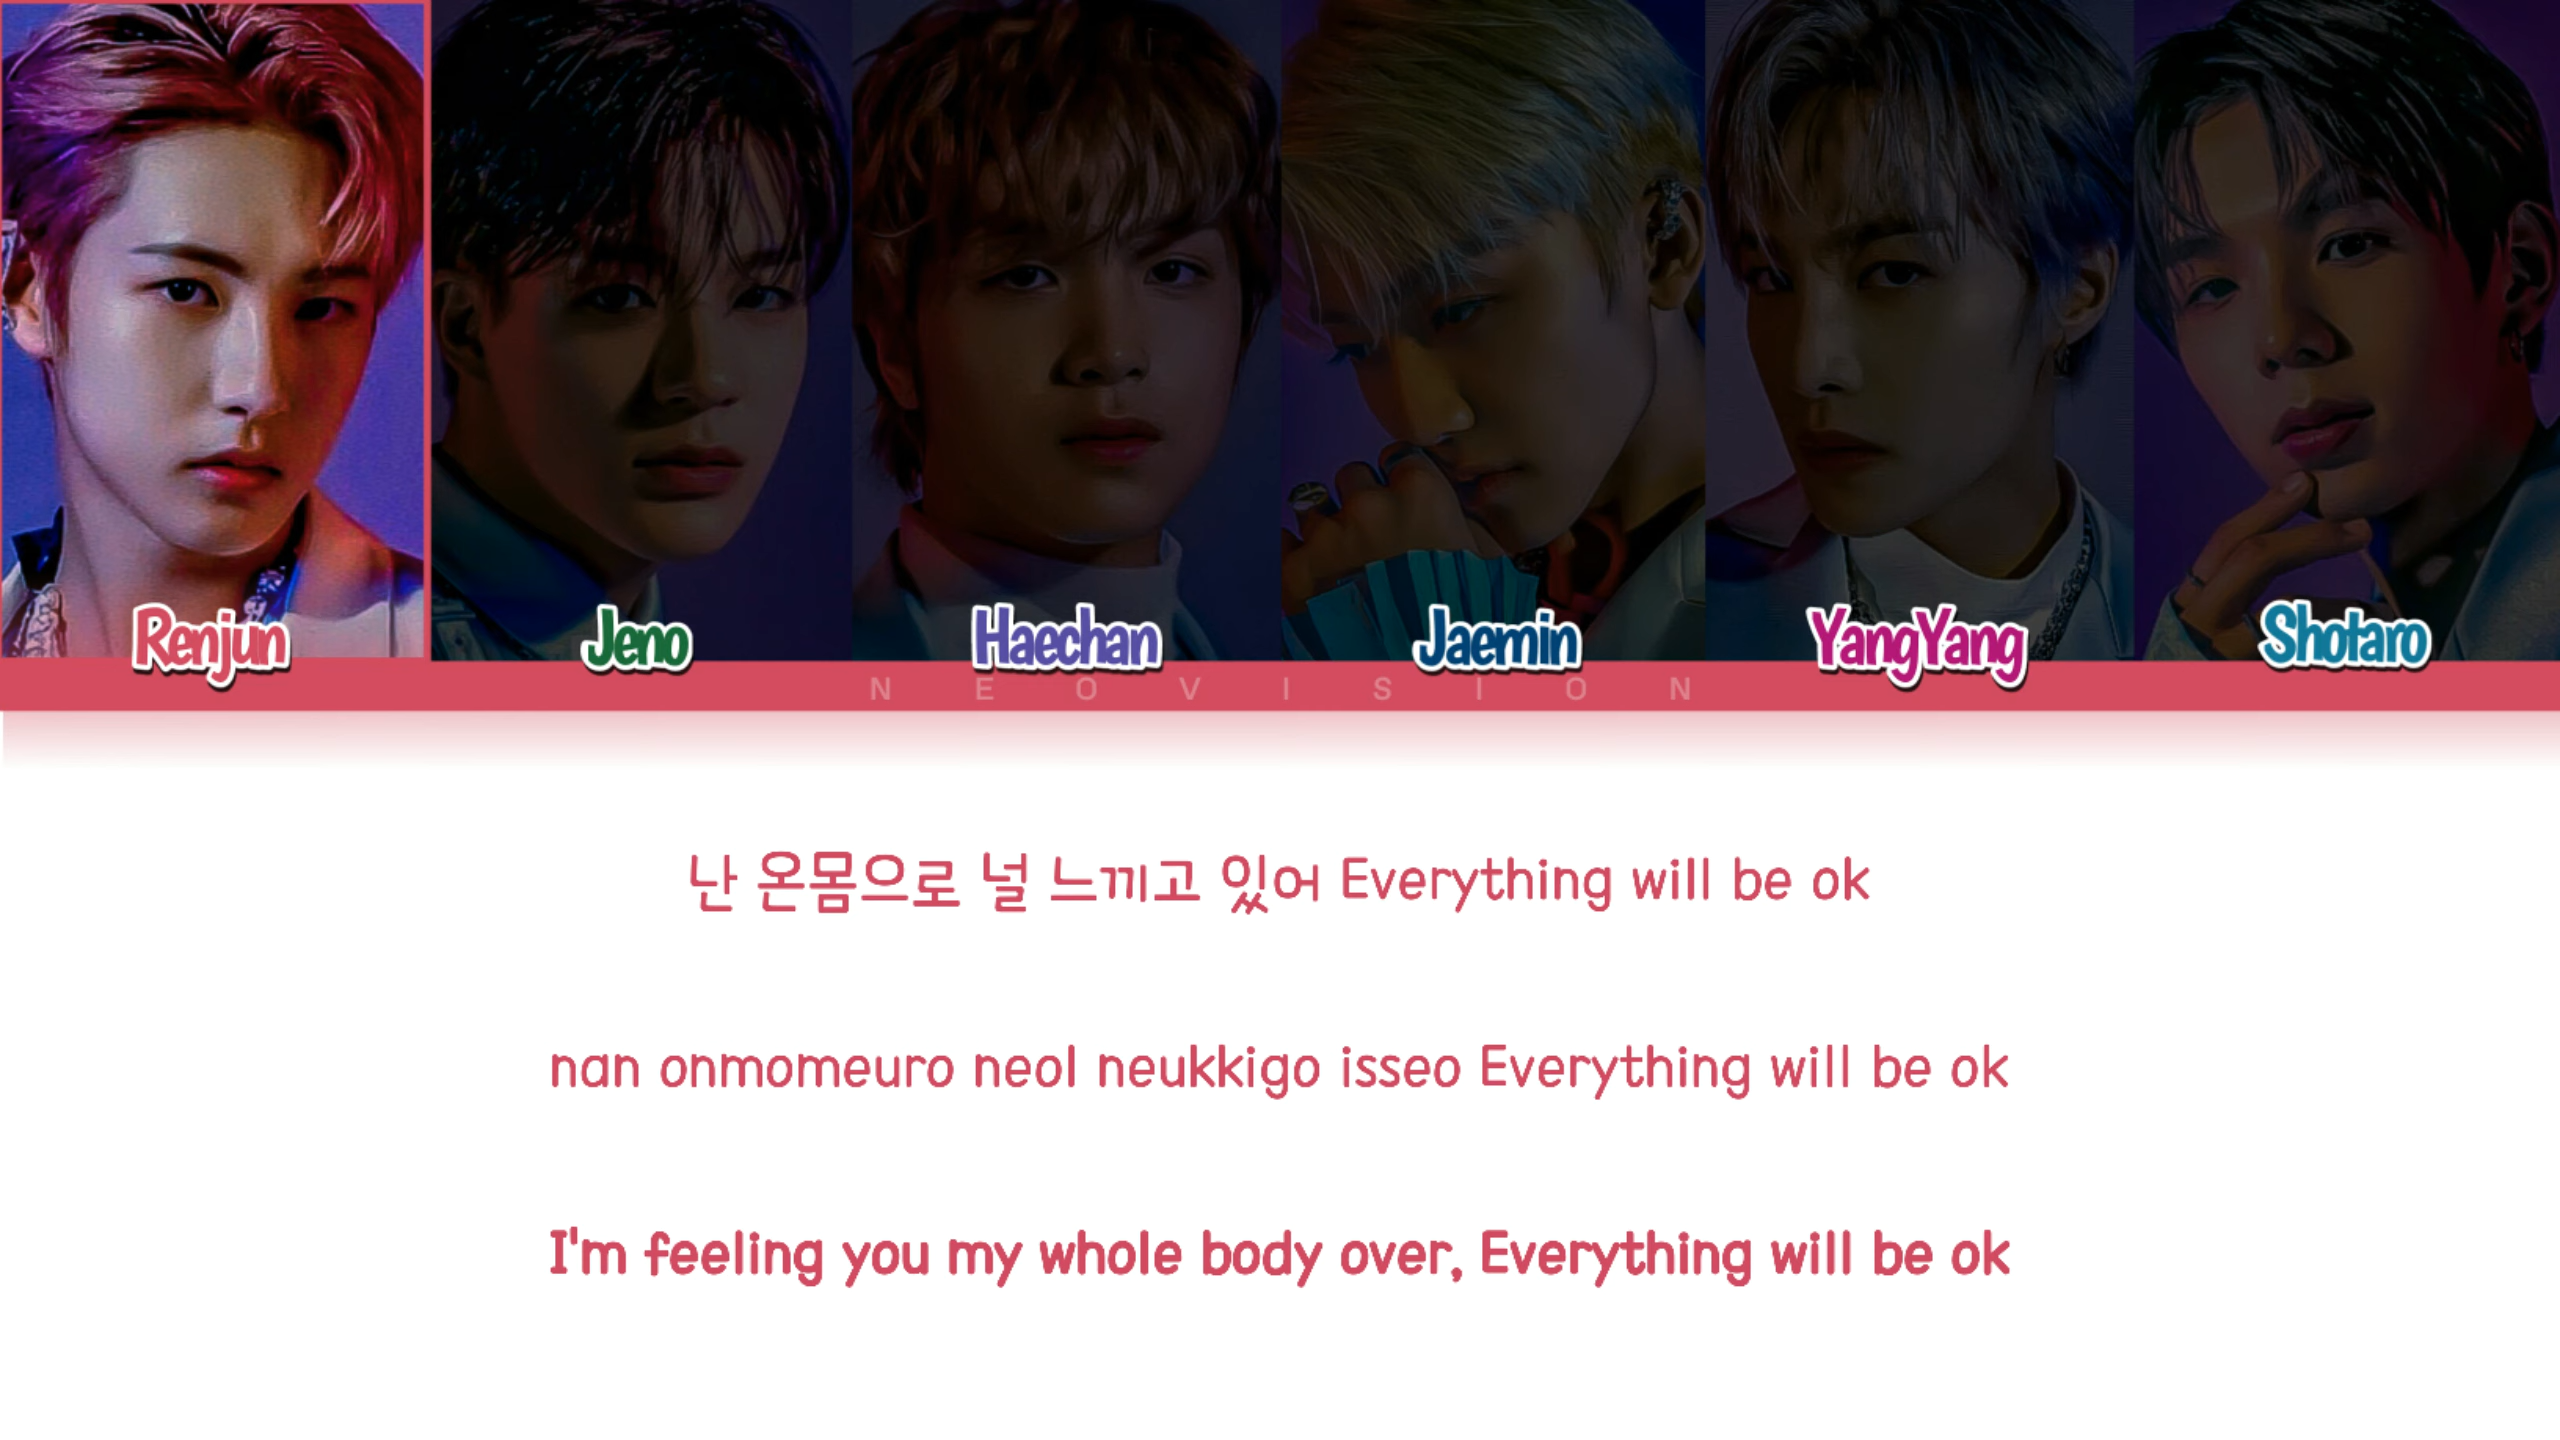 Renjun Jeno Haechan Jaemin YangYang Shotaro
NEOVISION
난 온몸으로 널 느끼고 있어 Everything will be ok
nan onmomeuro neol neukkigo isseo Everything will be ok
I'm feeling you my whole body over, Everything will be ok